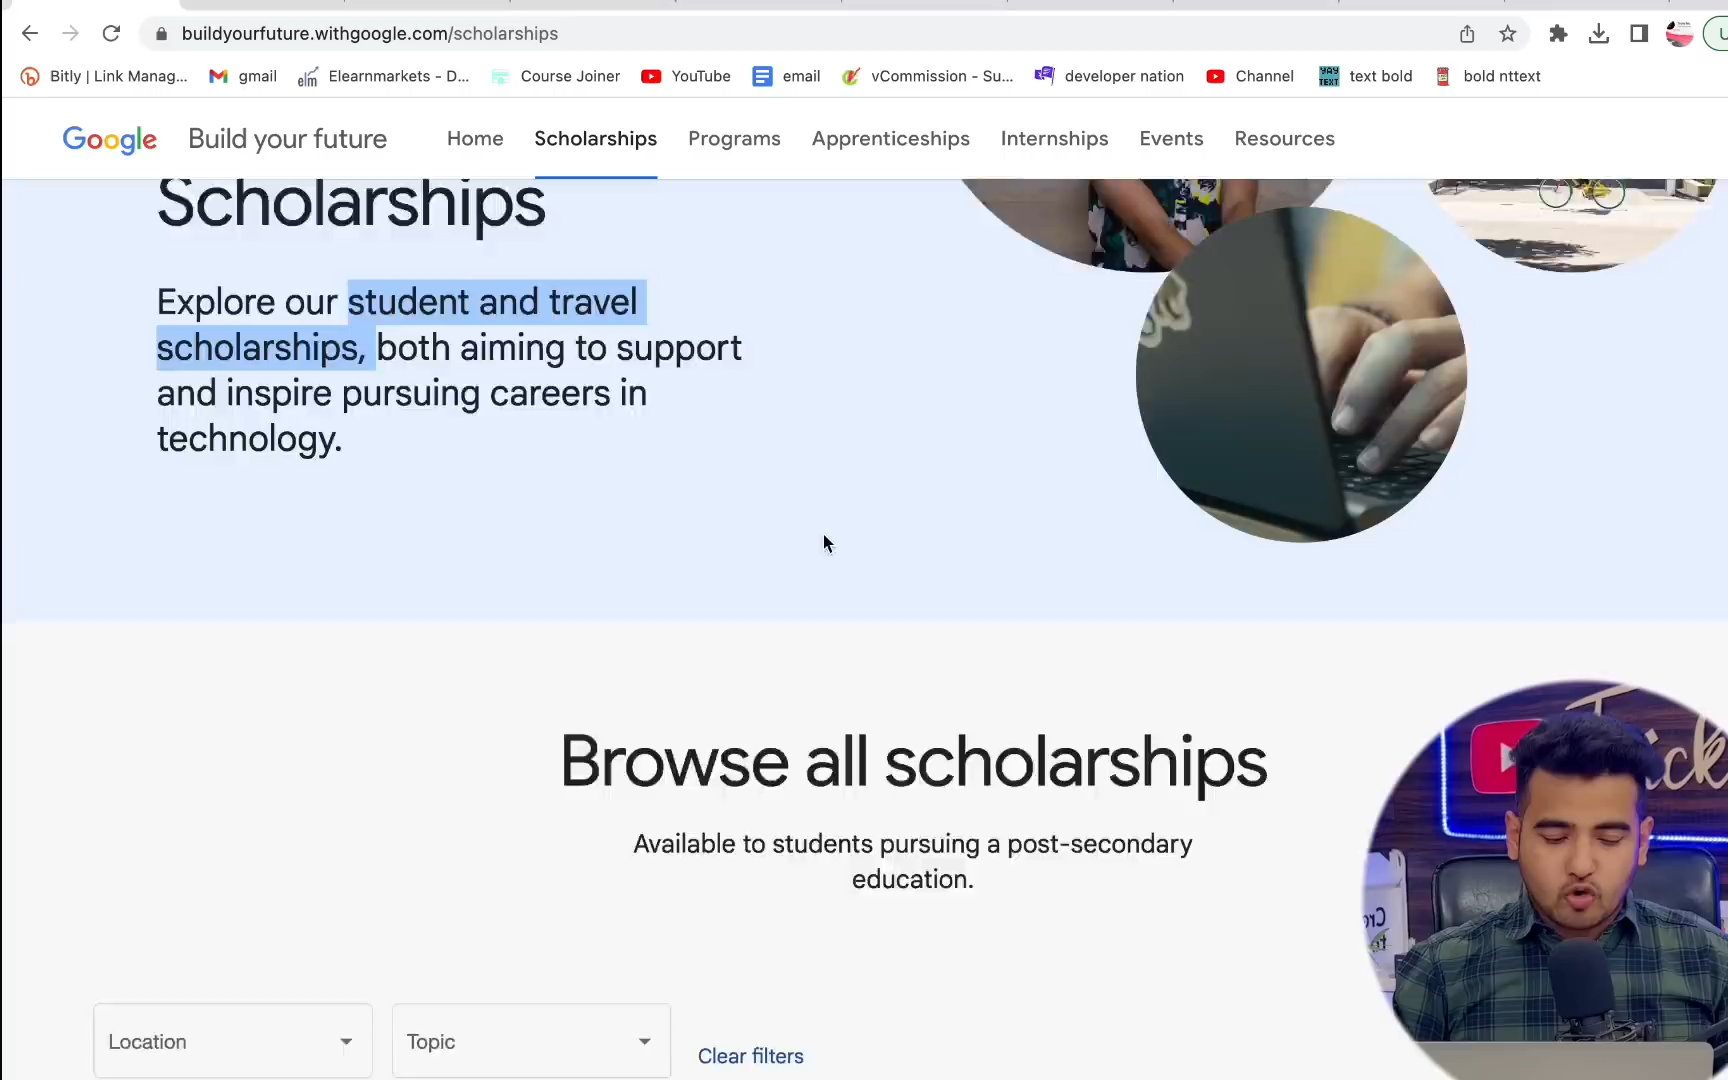 buildyourfuture.withgoogle.com/scholarships
Bitly | Link Manag... gmail Elearnmarkets - D... Course Joiner YouTube email vCommission - Su... developer nation Channel YAY TEXT text bold bold nttext
Google Build your future Home Scholarships Programs Apprenticeships Internships Events Resources
Scholarships
Explore our student and travel
scholarships, both aiming to support
and inspire pursuing careers in
technology.
Browse all scholarships
Available to students pursuing a post-secondary
education.
Location Topic Clear filters